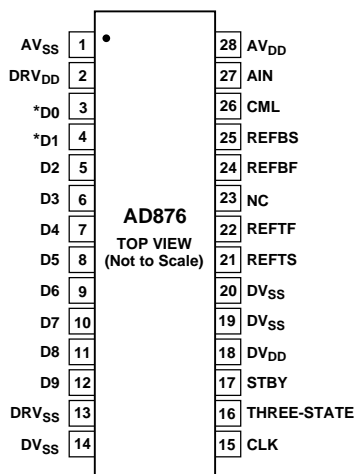 AVSS 1 28 AVDD
DRVDD 2 27 AIN
*D0 3 26 CML
*D1 4 25 REFBS
D2 5 24 REFBF
D3 6 23 NC
AD876
D4 7 22 REFTF
TOP VIEW
(Not to Scale)
D5 8 21 REFTS
D6 9 20 DVSS
D7 10 19 DVSS
D8 11 18 DVDD
D9 12 17 STBY
DRVSS 13 16 THREE-STATE
DVSS 14 15 CLK